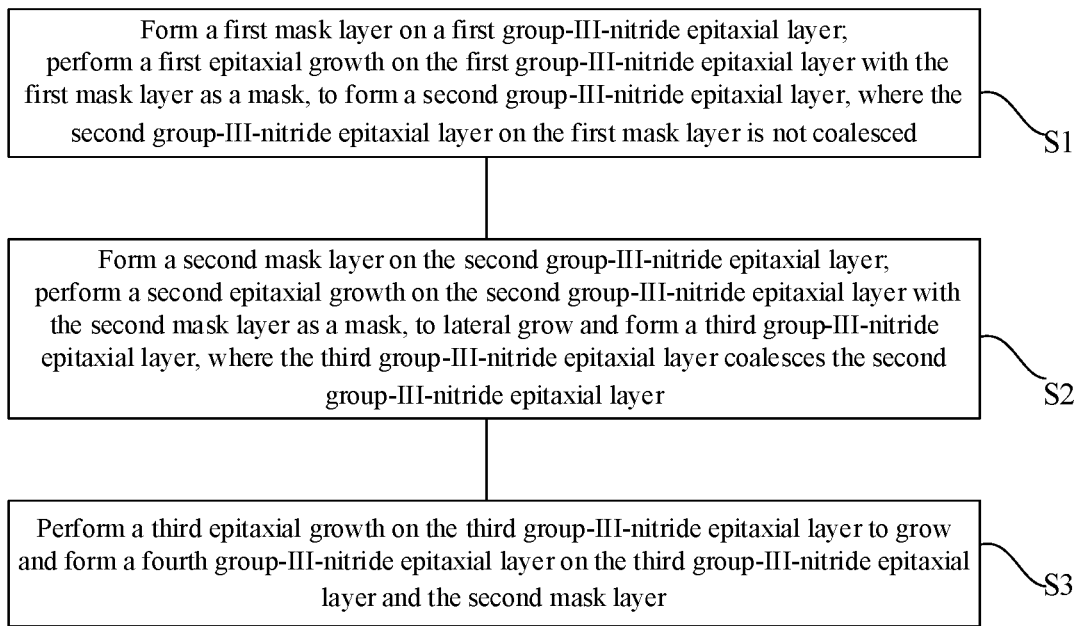 Form a first mask layer on a first group-III-nitride epitaxial layer;
perform a first epitaxial growth on the first group-III-nitride epitaxial layer with the
first mask layer as a mask, to form a second group-III-nitride epitaxial layer, where the
second group-III-nitride epitaxial layer on the first mask layer is not coalesced
S1
Form a second mask layer on the second group-III-nitride epitaxial layer;
perform a second epitaxial growth on the second group-III-nitride epitaxial layer with
the second mask layer as a mask, to lateral grow and form a third group-III-nitride
epitaxial layer, where the third group-III-nitride epitaxial layer coalesces the second
group-III-nitride epitaxial layer
S2
Perform a third epitaxial growth on the third group-III-nitride epitaxial layer to grow
and form a fourth group-III-nitride epitaxial layer on the third group-III-nitride epitaxial
layer and the second mask layer
S3